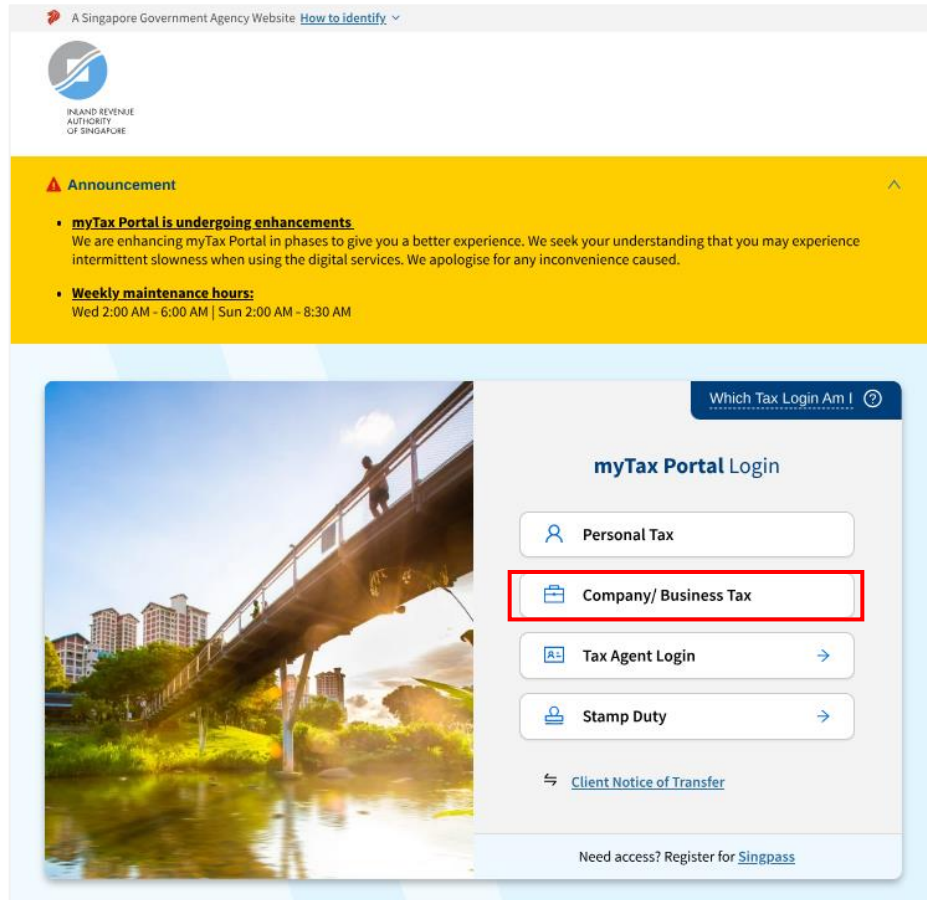 A Singapore Government Agency Website How to identify
INLAND REVENUE
AUTHORITY
OF SINGAPORE
Announcement
• myTax Portal is undergoing enhancements
We are enhancing myTax Portal in phases to give you a better experience. We seek your understanding that you may experience
intermittent slowness when using the digital services. We apologise for any inconvenience caused.
• Weekly maintenance hours:
Wed 2:00 AM - 6:00 AM | Sun 2:00 AM - 8:30 AM
Which Tax Login Am I
myTax Portal Login
Personal Tax
Company/ Business Tax
Tax Agent Login
Stamp Duty
Client Notice of Transfer
Need access? Register for Singpass